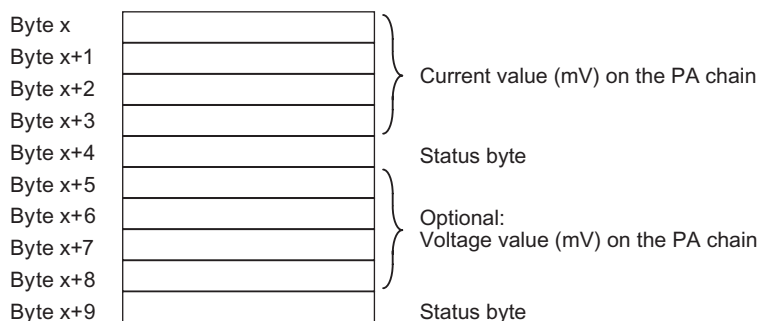 Byte x
Byte x+1
Byte x+2
Current value (mV) on the PA chain
Byte x+3
Byte x+4
Status byte
Byte x+5
Byte x+6
Optional:
Byte x+7
Voltage value (mV) on the PA chain
Byte x+8
Byte x+9
Status byte